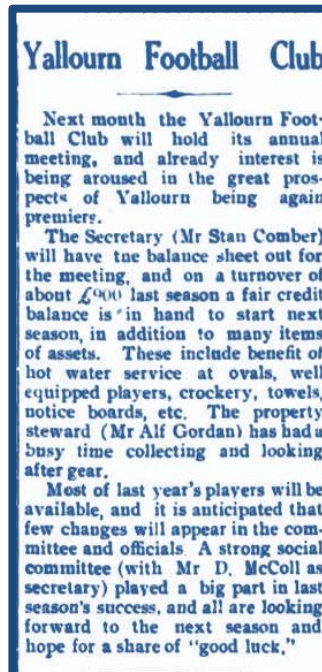 Yallourn Football Club
Next month the Yallourn Foot-
ball Club will hold its annual
meeting, and already interest is
being aroused in the great pros-
pects of Yallourn being again
premiers.
The Secretary (Mr Stan Comber)
will have tne balance sheet out for
the meeting, and on a turnover of
about £900 last season a fair credit
balance is in hand to start next
season, in addition to many items
of assets. These include benefit of
hot water service at ovals, well
equipped players, crockery, towels,
notice boards, etc. The property
steward (Mr Alf Gordan) has had a
busy time collecting and looking
after gear.
Most of last year's players will be
available, and it is anticipated that
few changes will appear in the com-
mittee and officials. A strong social
committee (with Mr D. McColl as
secretary) played a big part in last
season's success, and all are looking
forward to the next season and
hope for a share of "good luck."